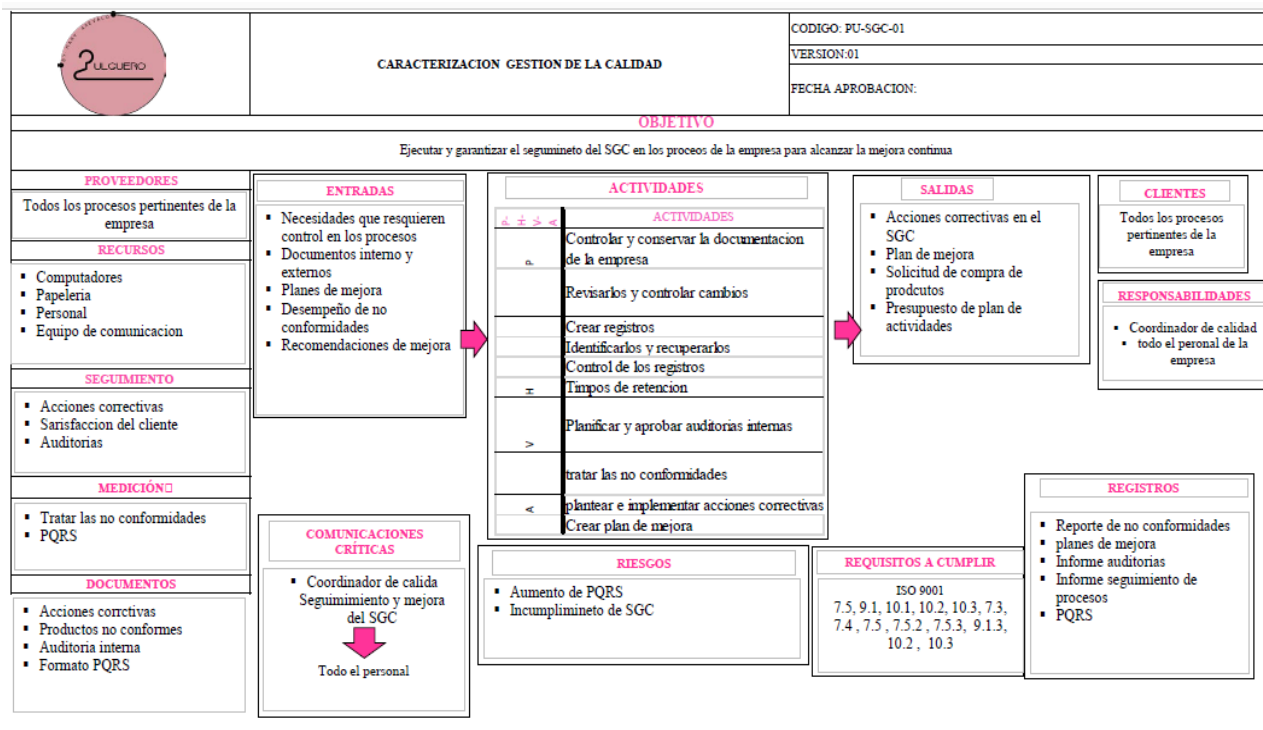 PULGUERO
CARACTERIZACION GESTION DE LA CALIDAD
CODIGO: PU-SGC-01
VERSION:01
FECHA APROBACION:
OBJETIVO
Ejecutar y garantizar el segumineto del SGC en los proceos de la empresa para alcanzar la mejora continua
PROVEEDORES
Todos los procesos pertinentes de la
empresa
RECURSOS
Computadores
Papeleria
Personal
Equipo de comunicacion
SEGUIMIENTO
Acciones correctivas
Sarisfaccion del cliente
Auditorias
MEDICIÓN
Tratar las no conformidades
PQRS
DOCUMENTOS
Acciones corrctivas
Productos no conformes
Auditoria interna
Formato PQRS
ENTRADAS
Necesidades que resquieren
control en los procesos
Documentos interno y
externos
Planes de mejora
Desempeño de no
conformidades
Recomendaciones de mejora
COMUNICACIONES
CRÍTICAS
Coordinador de calida
Seguimimiento y mejora
del SGC
Todo el personal
ACTIVIDADES
P- H- V- A
ACTIVIDADES
P
Controlar y conservar la documentacion
de la empresa
Revisarlos y controlar cambios
Crear registros
Identificarlos y recuperarlos
Control de los registros
H
Timpos de retencion
V
Planificar y aprobar auditorias internas
tratar las no conformidades
A
plantear e implementar acciones correctivas
Crear plan de mejora
RIESGOS
Aumento de PQRS
Incumplimineto de SGC
SALIDAS
Acciones correctivas en el
SGC
Plan de mejora
Solicitud de compra de
prodcutos
Presupuesto de plan de
actividades
CLIENTES
Todos los procesos
pertinentes de la
empresa
RESPONSABILIDADES
Coordinador de calidad
todo el peronal de la
empresa
REQUISITOS A CUMPLIR
ISO 9001
7.5, 9.1, 10.1, 10.2, 10.3, 7.3,
7.4 , 7.5 , 7.5.2 , 7.5.3, 9.1.3,
10.2 , 10.3
REGISTROS
Reporte de no conformidades
planes de mejora
Informe auditorias
Informe seguimiento de
procesos
PQRS